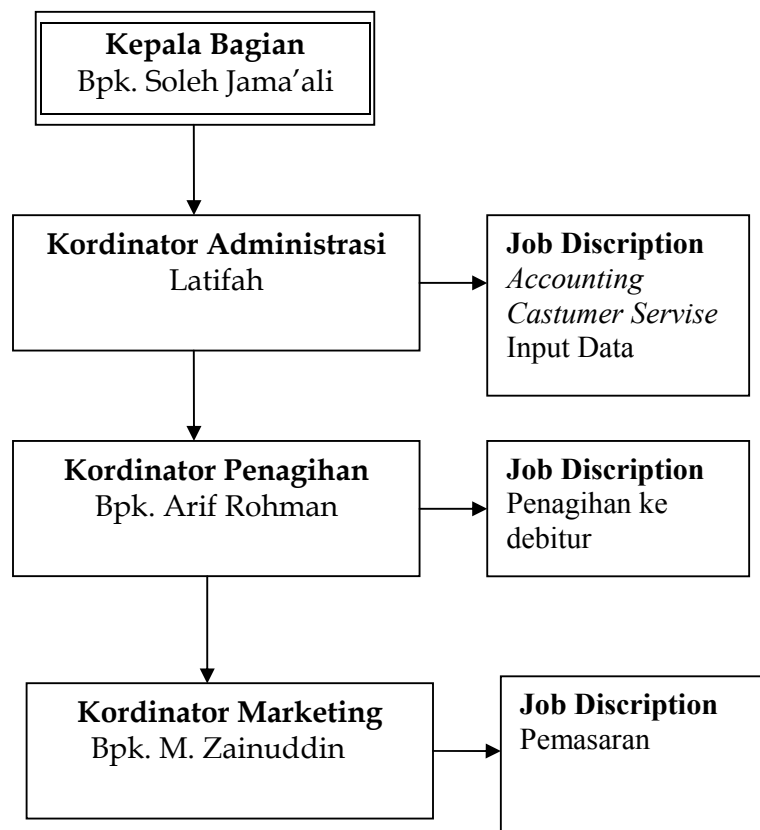 Kepala Bagian
Bpk. Soleh Jama’ali
Kordinator Administrasi
Latifah
Job Discription
Accounting
Castumer Servise
Input Data
Kordinator Penagihan
Bpk. Arif Rohman
Job Discription
Penagihan ke
debitur
Kordinator Marketing
Bpk. M. Zainuddin
Job Discription
Pemasaran